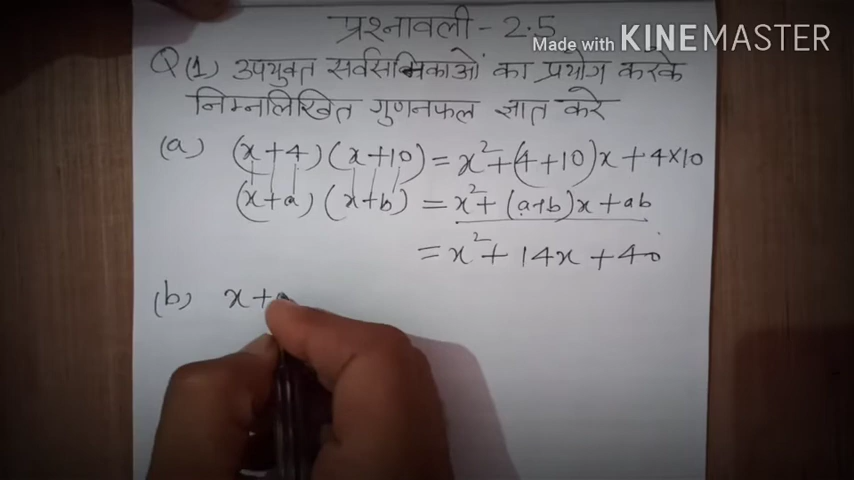 प्रश्नावली - 2.5
Made with KINEMASTER
Q (1) उपयुक्त सर्वसमिकाओं का प्रयोग करके
निम्नलिखित गुणनफल ज्ञात करे
(a) (x+4)(x+10) = x²+(4+10)x+4×10
(x+a)(x+b) = x²+(a+b)x+ab
= x²+14x+40
(b) x+